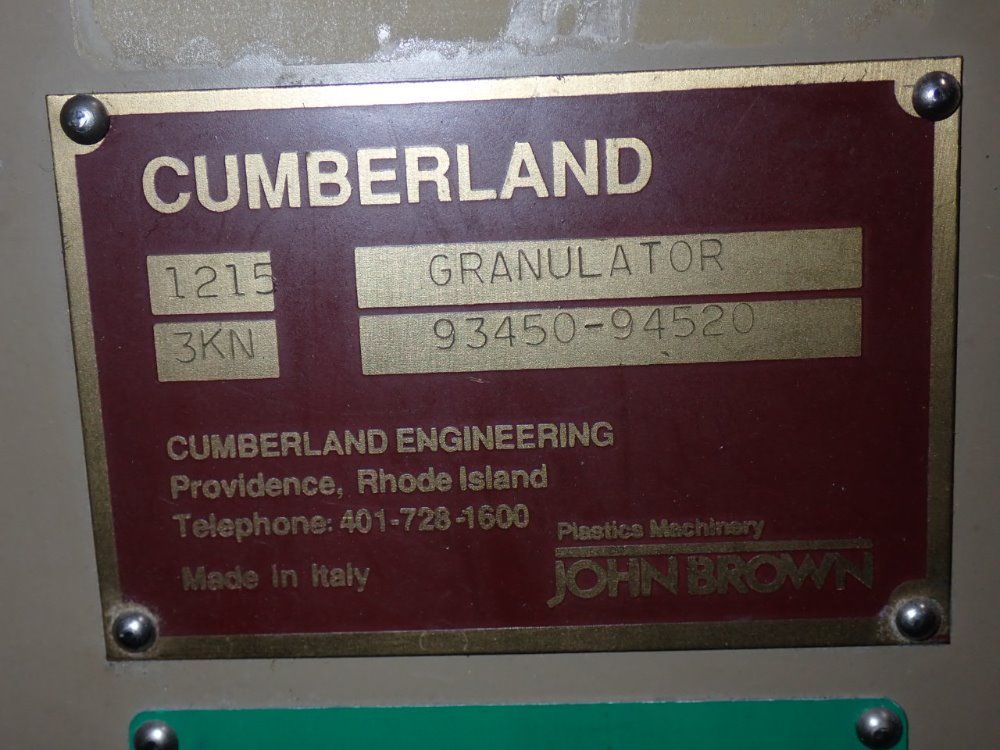 CUMBERLAND
1215 GRANULATOR
3KN 93450-94520
CUMBERLAND ENGINEERING
Providence, Rhode Island
Telephone: 401-728-1600
Made in Italy
Plastics Machinery
JOHN BROWN